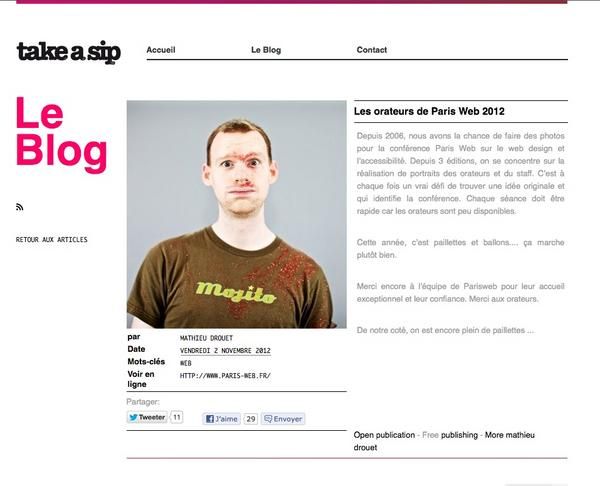 take a sip
Accueil
Le Blog
Contact
Le
Blog
RETOUR AUX ARTICLES
Mojito
par MATHIEU DROUET
Date VENDREDI 2 NOVEMBRE 2012
Mots-clés WEB
Voir en HTTP://WWW.PARIS-WEB.FR/
ligne
Partager:
Tweeter 11 J'aime 29 Envoyer
Les orateurs de Paris Web 2012
Depuis 2006, nous avons la chance de faire des photos
pour la conférence Paris Web sur le web design et
l'accessibilité. Depuis 3 éditions, on se concentre sur la
réalisation de portraits des orateurs et du staff. C'est à
chaque fois un vrai défi de trouver une idée originale et
qui identifie la conférence. Chaque séance doit être
rapide car les orateurs sont peu disponibles.
Cette année, c'est paillettes et ballons.... ça marche
plutôt bien.
Merci encore à l'équipe de Parisweb pour leur accueil
exceptionnel et leur confiance. Merci aux orateurs.
De notre coté, on est encore plein de paillettes ...
Open publication - Free publishing - More mathieu
drouet